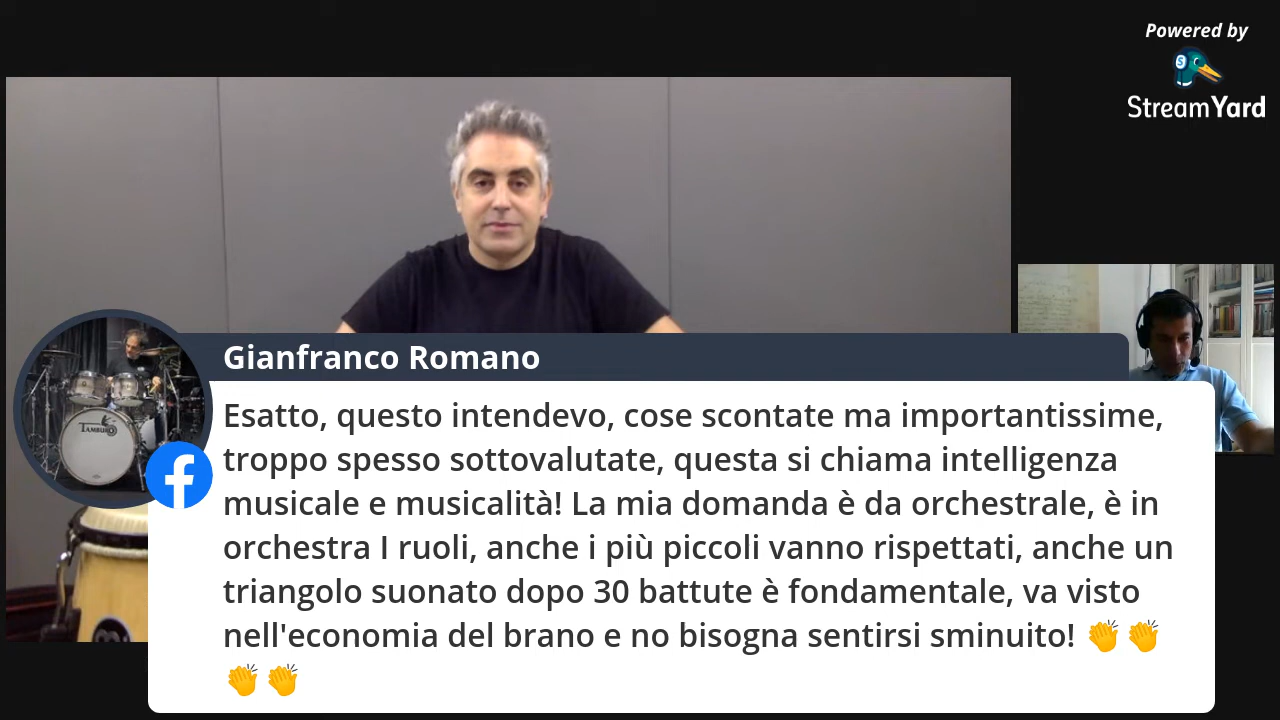 Powered by
StreamYard
Gianfranco Romano
TAMBURO
Esatto, questo intendevo, cose scontate ma importantissime,
troppo spesso sottovalutate, questa si chiama intelligenza
musicale e musicalità! La mia domanda è da orchestrale, è in
orchestra I ruoli, anche i più piccoli vanno rispettati, anche un
triangolo suonato dopo 30 battute è fondamentale, va visto
nell'economia del brano e no bisogna sentirsi sminuito! 👏👏
👏👏